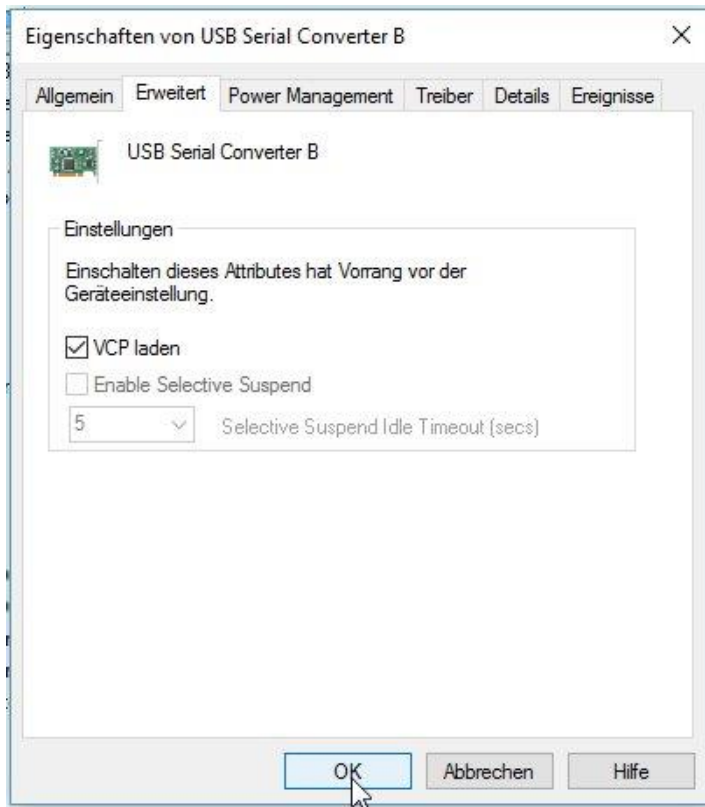 Eigenschaften von USB Serial Converter B
Allgemein Erweitert Power Management Treiber Details Ereignisse
USB Serial Converter B
Einstellungen
Einschalten dieses Attributes hat Vorrang vor der
Geräteeinstellung.
VCP laden
Enable Selective Suspend
5 Selective Suspend Idle Timeout (secs)
OK Abbrechen Hilfe